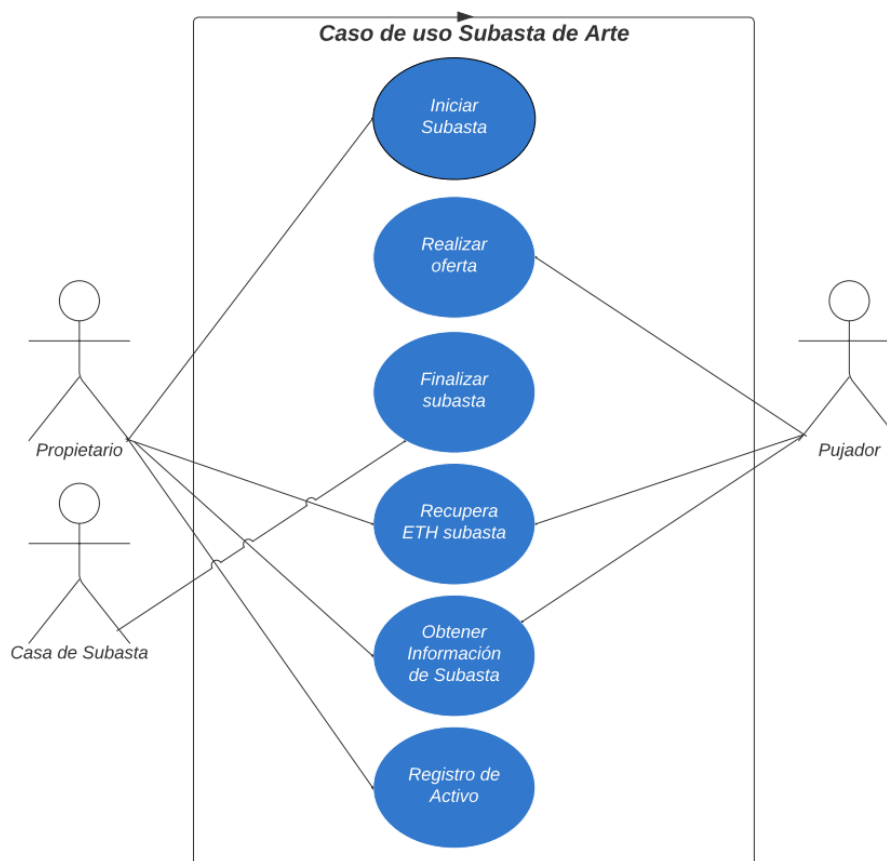 Caso de uso Subasta de Arte
Iniciar
Subasta
Realizar
oferta
Finalizar
subasta
Propietario
Pujador
Recupera
ETH subasta
Casa de Subasta
Obtener
Información
de Subasta
Registro de
Activo